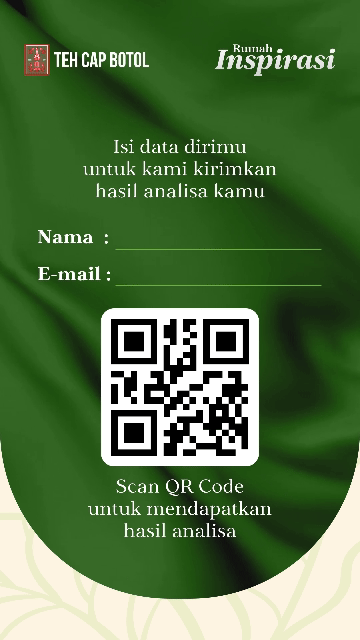 TEH CAP BOTOL
Rumah
Inspirasi
Isi data dirimu
untuk kami kirimkan
hasil analisa kamu
Nama :
E-mail :
Scan QR Code
untuk mendapatkan
hasil analisa